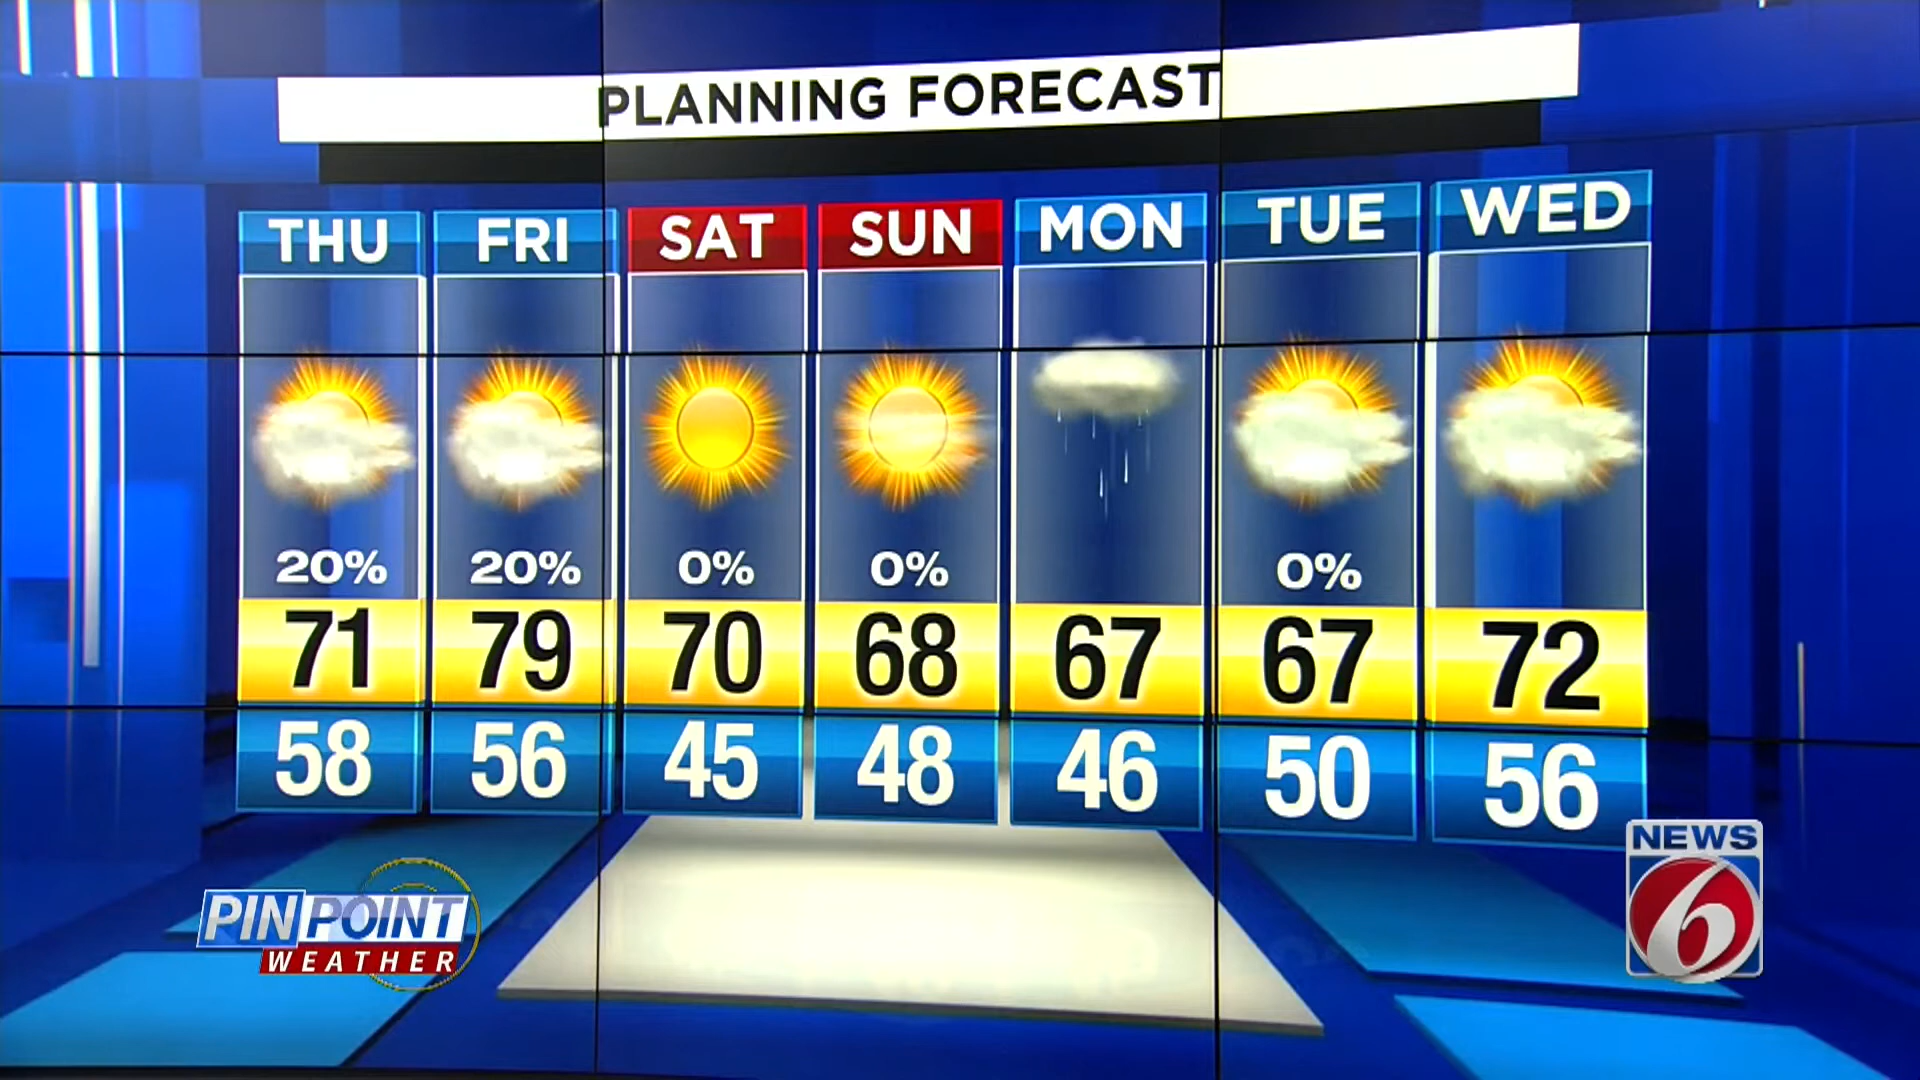 PLANNING FORECAST
THU FRI SAT SUN MON TUE WED
20% 20% 0% 0% 0%
71 79 70 68 67 67 72
58 56 45 48 46 50 56
PINPOINT
WEATHER
NEWS
6